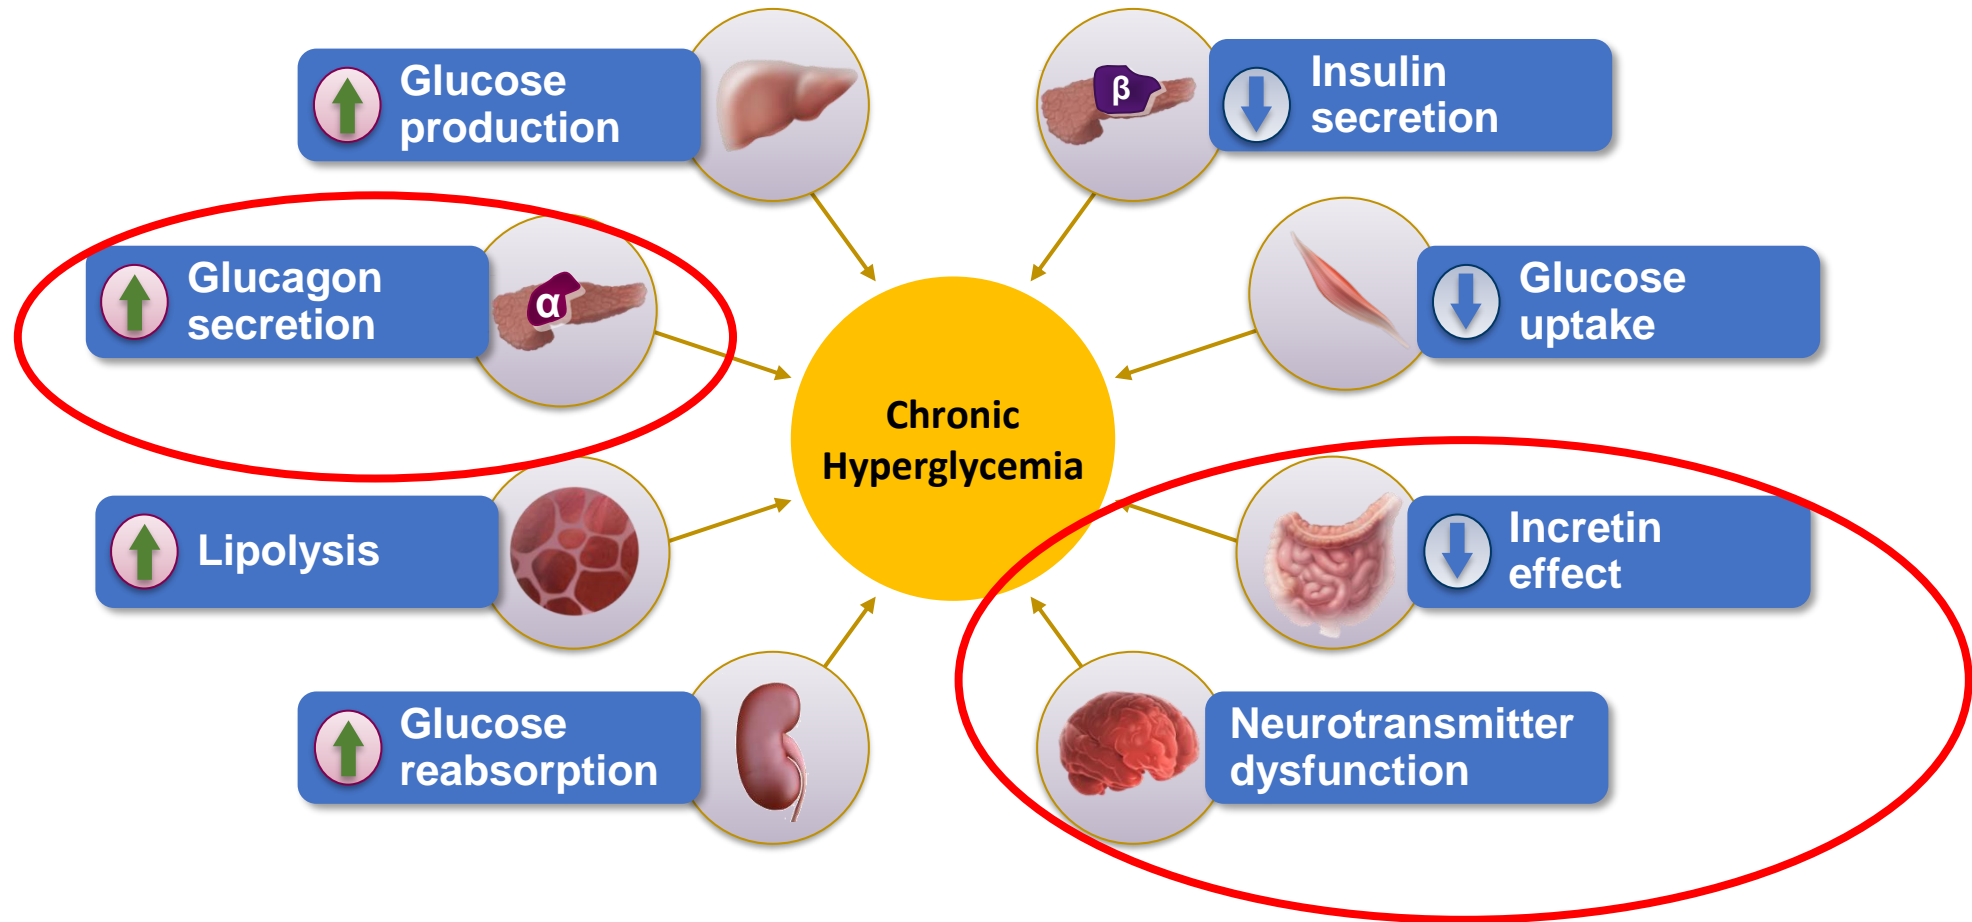 Glucose
production
β
Insulin
secretion
Glucagon
secretion
α
Glucose
uptake
Chronic
Hyperglycemia
Lipolysis
Incretin
effect
Glucose
reabsorption
Neurotransmitter
dysfunction